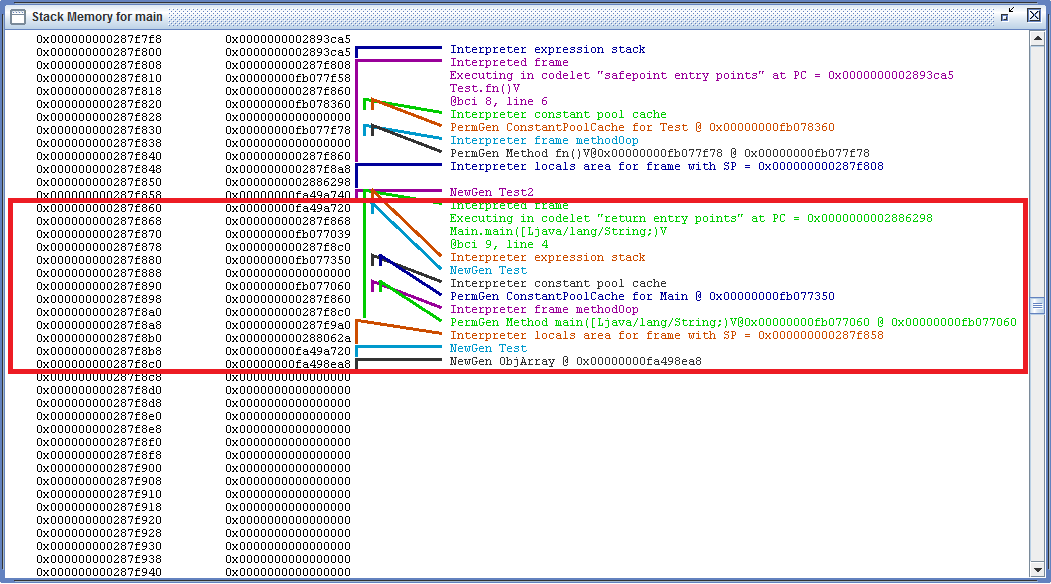 Stack Memory for main
0x000000000287f7f8 0x0000000002893ca5
0x000000000287f800 0x0000000002893ca5 Interpreter expression stack
0x000000000287f808 0x000000000287f808 Interpreted frame
0x000000000287f810 0x00000000fb077f58 Executing in codelet "safepoint entry points" at PC = 0x0000000002893ca5
0x000000000287f818 0x000000000287f860 Test.fn()V
0x000000000287f820 0x00000000fb078360 @bci 8, line 6
0x000000000287f828 0x0000000000000000 Interpreter constant pool cache
0x000000000287f830 0x00000000fb077f78 PermGen ConstantPoolCache for Test @ 0x00000000fb078360
0x000000000287f838 0x0000000000000000 Interpreter frame methodOop
0x000000000287f840 0x000000000287f860 PermGen Method fn()V@0x00000000fb077f78 @ 0x00000000fb077f78
0x000000000287f848 0x000000000287f8a8 Interpreter locals area for frame with SP = 0x000000000287f808
0x000000000287f850 0x0000000002886298
0x000000000287f858 0x00000000fa49a740 NewGen Test2
0x000000000287f860 0x00000000fa49a720 Interpreted frame
0x000000000287f868 0x000000000287f868 Executing in codelet "return entry points" at PC = 0x0000000002886298
0x000000000287f870 0x00000000fb077039 Main.main([Ljava/lang/String;)V
0x000000000287f878 0x000000000287f8c0 @bci 9, line 4
0x000000000287f880 0x00000000fb077350 Interpreter expression stack
0x000000000287f888 0x0000000000000000 NewGen Test
0x000000000287f890 0x00000000fb077060 Interpreter constant pool cache
0x000000000287f898 0x000000000287f860 PermGen ConstantPoolCache for Main @ 0x00000000fb077350
0x000000000287f8a0 0x000000000287f8c0 Interpreter frame methodOop
0x000000000287f8a8 0x000000000287f9a0 PermGen Method main([Ljava/lang/String;)V@0x00000000fb077060 @ 0x00000000fb077060
0x000000000287f8b0 0x000000000288062a Interpreter locals area for frame with SP = 0x000000000287f858
0x000000000287f8b8 0x00000000fa49a720 NewGen Test
0x000000000287f8c0 0x00000000fa498ea8 NewGen ObjArray @ 0x00000000fa498ea8
0x000000000287f8c8 0x0000000000000000
0x000000000287f8d0 0x0000000000000000
0x000000000287f8d8 0x0000000000000000
0x000000000287f8e0 0x0000000000000000
0x000000000287f8e8 0x0000000000000000
0x000000000287f8f0 0x0000000000000000
0x000000000287f8f8 0x0000000000000000
0x000000000287f900 0x0000000000000000
0x000000000287f908 0x0000000000000000
0x000000000287f910 0x0000000000000000
0x000000000287f918 0x0000000000000000
0x000000000287f920 0x0000000000000000
0x000000000287f928 0x0000000000000000
0x000000000287f930 0x0000000000000000
0x000000000287f938 0x0000000000000000
0x000000000287f940 0x0000000000000000